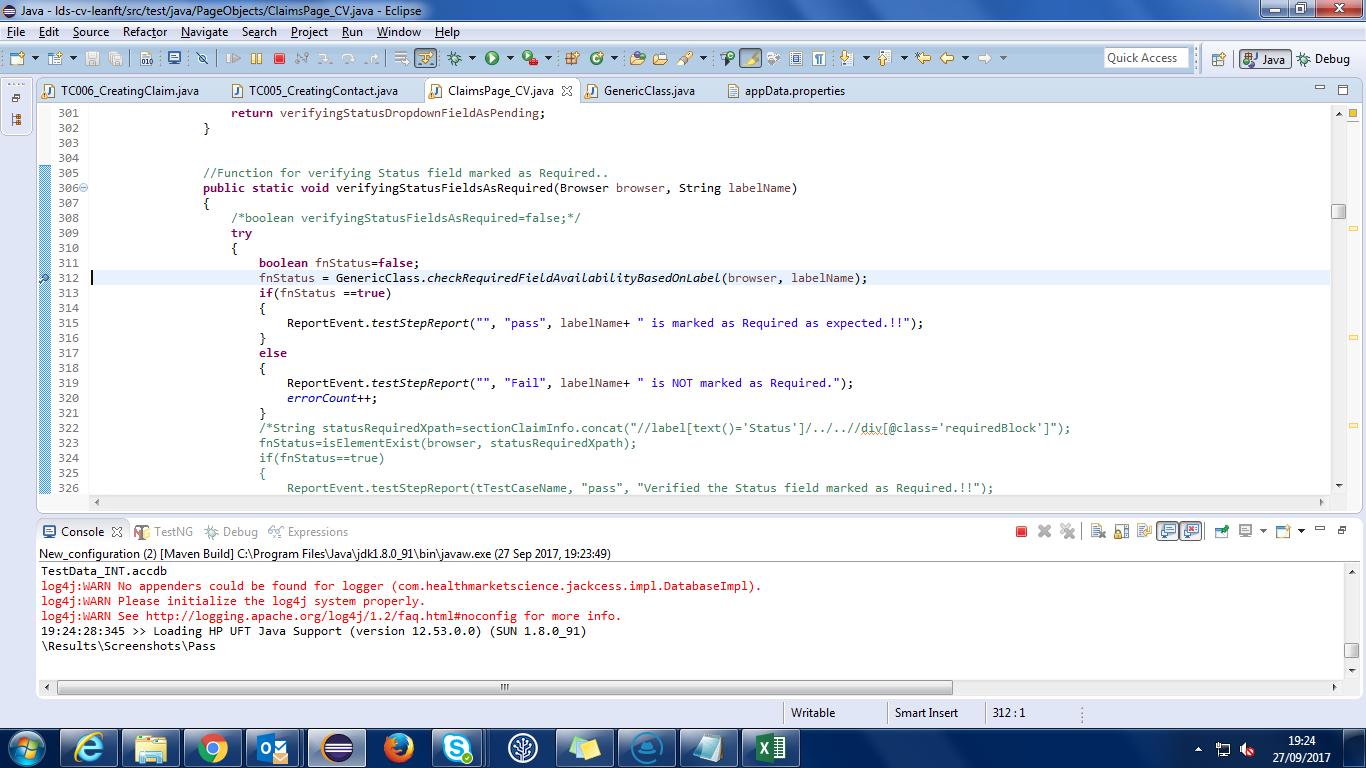 Java - lds-cv-leanft/src/test/java/PageObjects/ClaimsPage_CV.java - Eclipse
File Edit Source Refactor Navigate Search Project Run Window Help
Quick Access Java Debug
TC006_CreatingClaim.java TC005_CreatingContact.java ClaimsPage_CV.java GenericClass.java appData.properties
301 return verifyingStatusDropdownFieldAsPending;
302 }
303
304
305 //Function for verifying Status field marked as Required..
306 public static void verifyingStatusFieldsAsRequired(Browser browser, String labelName)
307 {
308 /*boolean verifyingStatusFieldsAsRequired=false;*/
309 try
310 {
311 boolean fnStatus=false;
312 fnStatus = GenericClass.checkRequiredFieldAvailabilityBasedOnLabel(browser, labelName);
313 if(fnStatus ==true)
314 {
315 ReportEvent.testStepReport("", "pass", labelName+ " is marked as Required as expected.!!");
316 }
317 else
318 {
319 ReportEvent.testStepReport("", "Fail", labelName+ " is NOT marked as Required.");
320 errorCount++;
321 }
322 /*String statusRequiredXpath=sectionClaimInfo.concat("//label[text()='Status']/../..//div[@class='requiredBlock']");
323 fnStatus=isElementExist(browser, statusRequiredXpath);
324 if(fnStatus==true)
325 {
326 ReportEvent.testStepReport(tTestCaseName, "pass", "Verified the Status field marked as Required.!!");
Console TestNG Debug Expressions
New_configuration (2) [Maven Build] C:\Program Files\Java\jdk1.8.0_91\bin\javaw.exe (27 Sep 2017, 19:23:49)
TestData_INT.accdb
log4j:WARN No appenders could be found for logger (com.healthmarketscience.jackcess.impl.DatabaseImpl).
log4j:WARN Please initialize the log4j system properly.
log4j:WARN See http://logging.apache.org/log4j/1.2/faq.html#noconfig for more info.
19:24:28:345 >> Loading HP UFT Java Support (version 12.53.0.0) (SUN 1.8.0_91)
\Results\Screenshots\Pass
Writable Smart Insert 312 : 1
19:24
27/09/2017